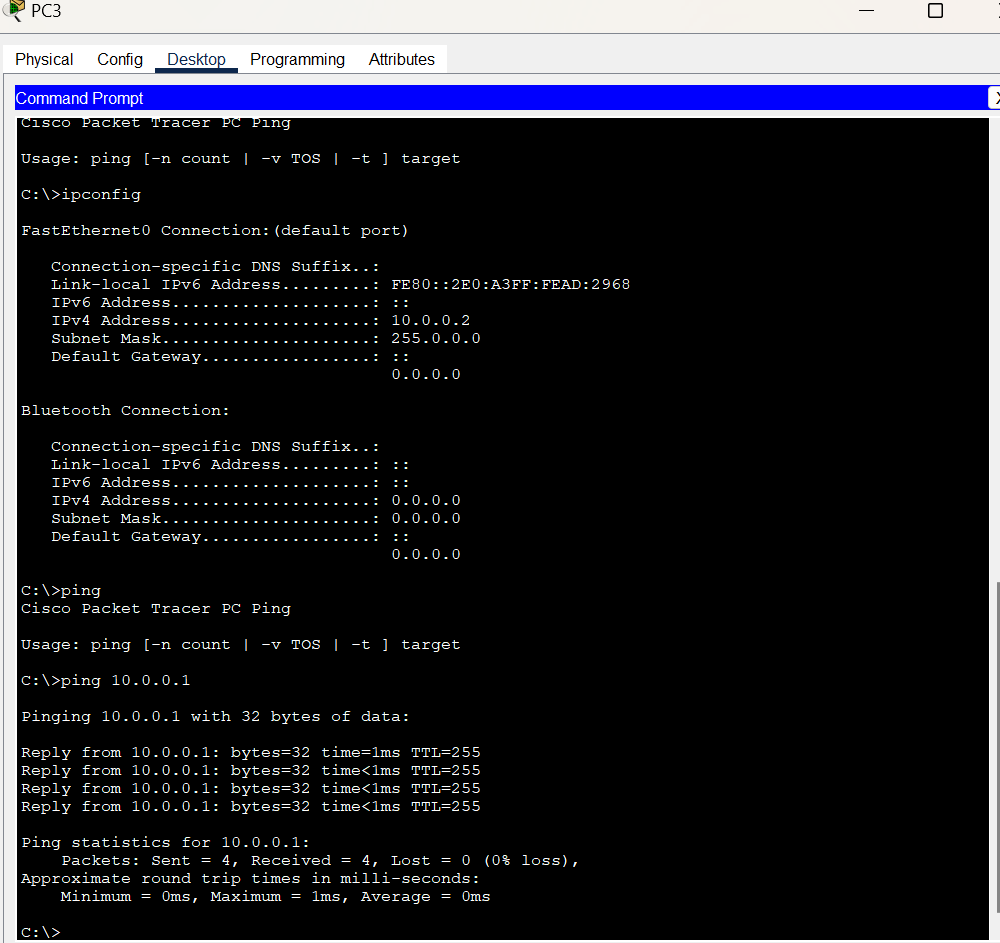 PC3
Physical Config Desktop Programming Attributes
Command Prompt
X
Cisco Packet Tracer PC Ping
Usage: ping [-n count | -v TOS | -t ] target
C:\>ipconfig
FastEthernet0 Connection:(default port)
Connection-specific DNS Suffix..:
Link-local IPv6 Address.........: FE80::2E0:A3FF:FEAD:2968
IPv6 Address....................: ::
IPv4 Address....................: 10.0.0.2
Subnet Mask.....................: 255.0.0.0
Default Gateway.................: ::
0.0.0.0
Bluetooth Connection:
Connection-specific DNS Suffix..:
Link-local IPv6 Address.........: ::
IPv6 Address....................: ::
IPv4 Address....................: 0.0.0.0
Subnet Mask.....................: 0.0.0.0
Default Gateway.................: ::
0.0.0.0
C:\>ping
Cisco Packet Tracer PC Ping
Usage: ping [-n count | -v TOS | -t ] target
C:\>ping 10.0.0.1
Pinging 10.0.0.1 with 32 bytes of data:
Reply from 10.0.0.1: bytes=32 time=1ms TTL=255
Reply from 10.0.0.1: bytes=32 time<1ms TTL=255
Reply from 10.0.0.1: bytes=32 time<1ms TTL=255
Reply from 10.0.0.1: bytes=32 time<1ms TTL=255
Ping statistics for 10.0.0.1:
Packets: Sent = 4, Received = 4, Lost = 0 (0% loss),
Approximate round trip times in milli-seconds:
Minimum = 0ms, Maximum = 1ms, Average = 0ms
C:\>